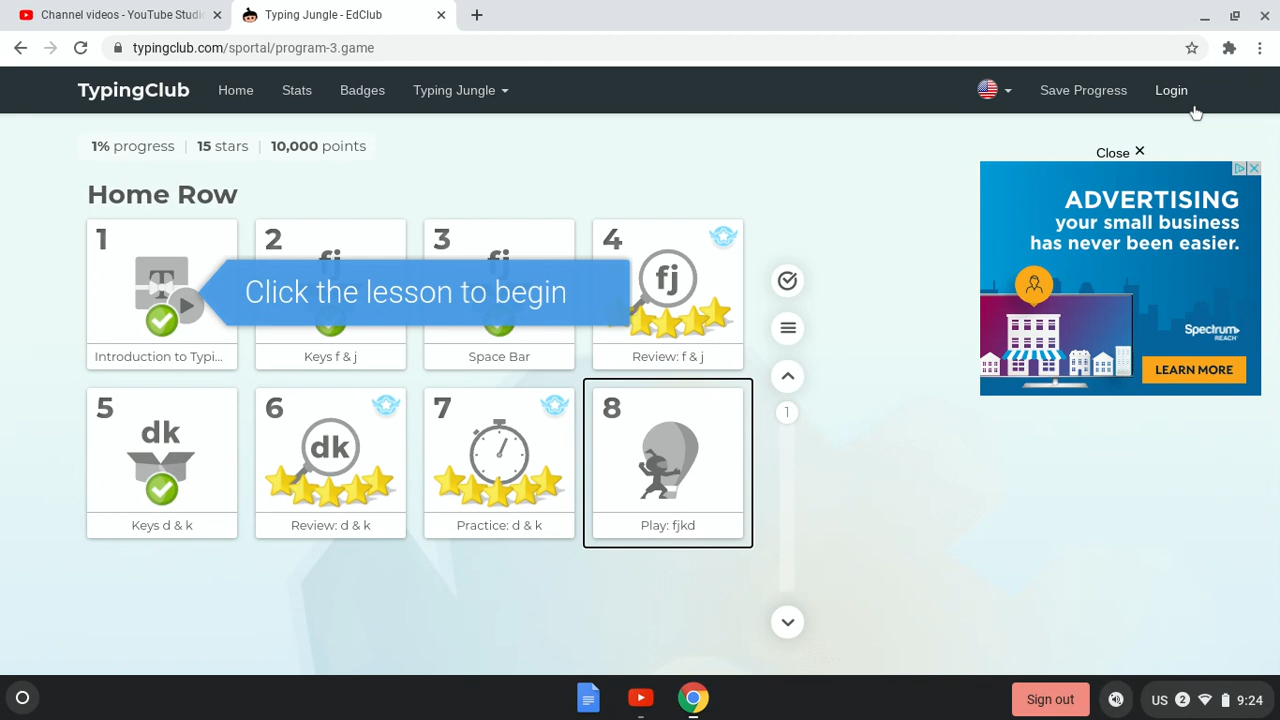 Channel videos - YouTube Studi
Typing Jungle - EdClub
typingclub.com/sportal/program-3.game
TypingClub Home Stats Badges Typing Jungle Save Progress Login
1% progress 15 stars 10,000 points
Close ×
Home Row
ADVERTISING
your small business
has never been easier.
Spectrum
REACH
LEARN MORE
1 2 3 4
T fj
Click the lesson to begin
Introduction to Typi... Keys f & j Space Bar Review: f & j
5 6 7 8
dk dk
Keys d & k Review: d & k Practice: d & k Play: fjkd
1
Sign out US 2 9:24